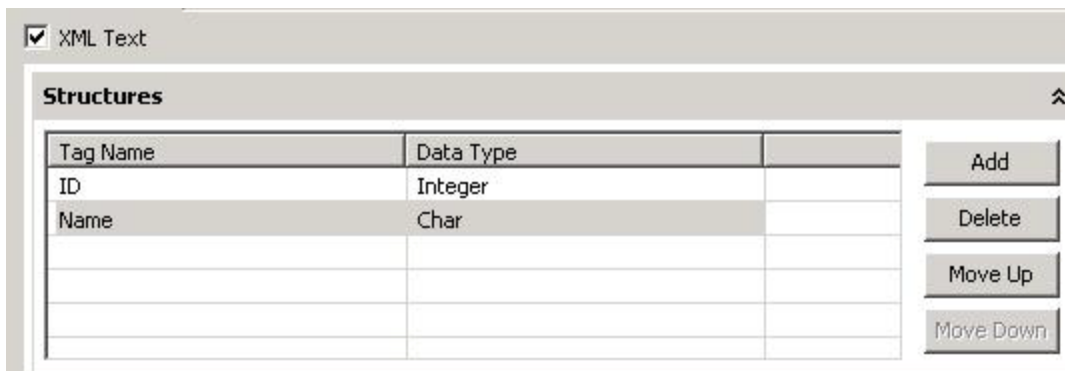 XML Text
Structures
Tag Name Data Type
ID Integer
Name Char
Add
Delete
Move Up
Move Down